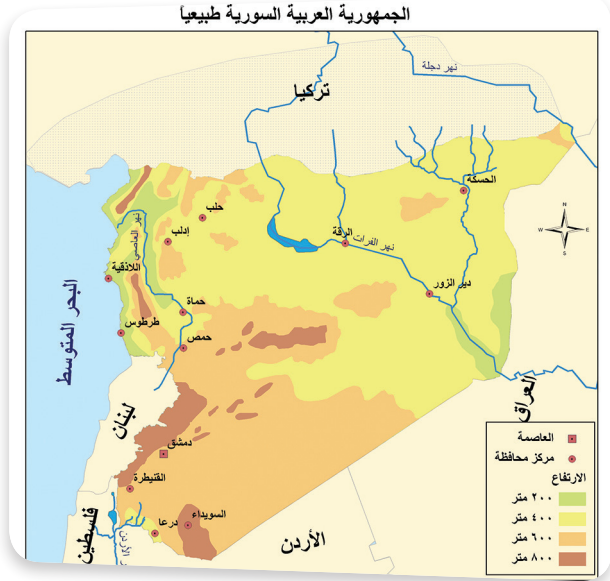 الجمهورية العربية السورية طبيعياً
نهر دجلة
تركيا
الحسكة
حلب
إدلب
نهر العاصي
الرقة
نهر الفرات
اللاذقية
دير الزور
البحر المتوسط
حماة
طرطوس
حمص
العراق
لبنان
دمشق
القنيطرة
السويداء
درعا
فلسطين
الأردن
N
W
E
S
العاصمة
مركز محافظة
الارتفاع
٢٠٠ متر
٤٠٠ متر
٦٠٠ متر
٨٠٠ متر